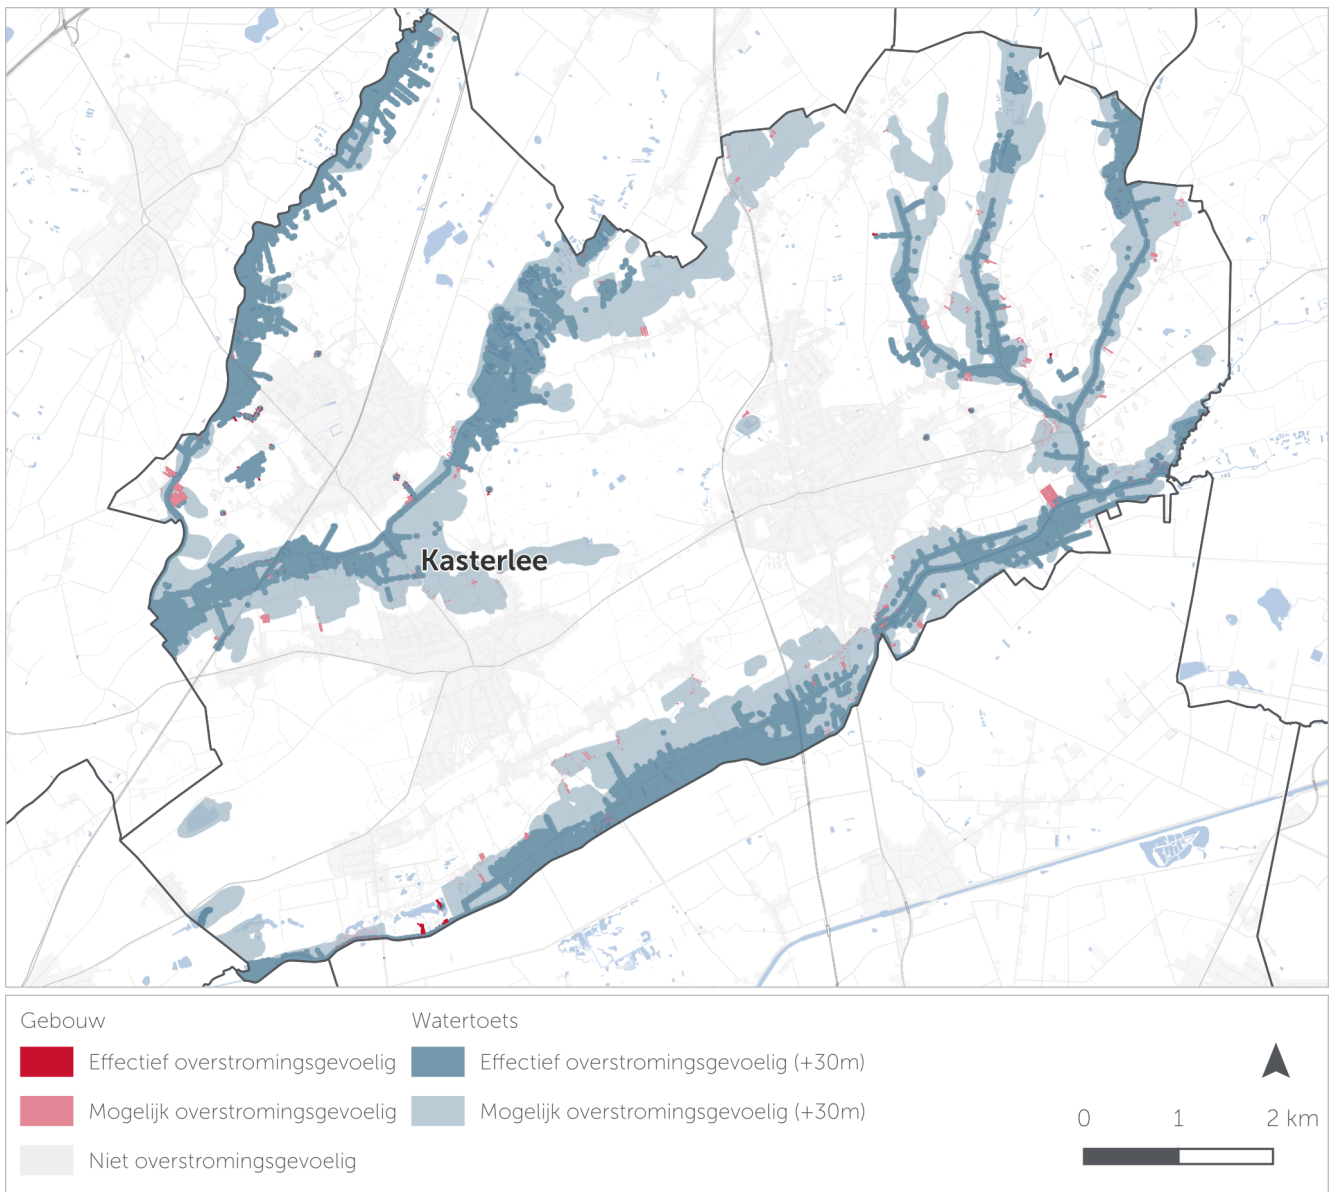 Kasterlee
Gebouw
Effectief overstromingsgevoelig
Mogelijk overstromingsgevoelig
Niet overstromingsgevoelig
Watertoets
Effectief overstromingsgevoelig (+30m)
Mogelijk overstromingsgevoelig (+30m)
0 1 2 km